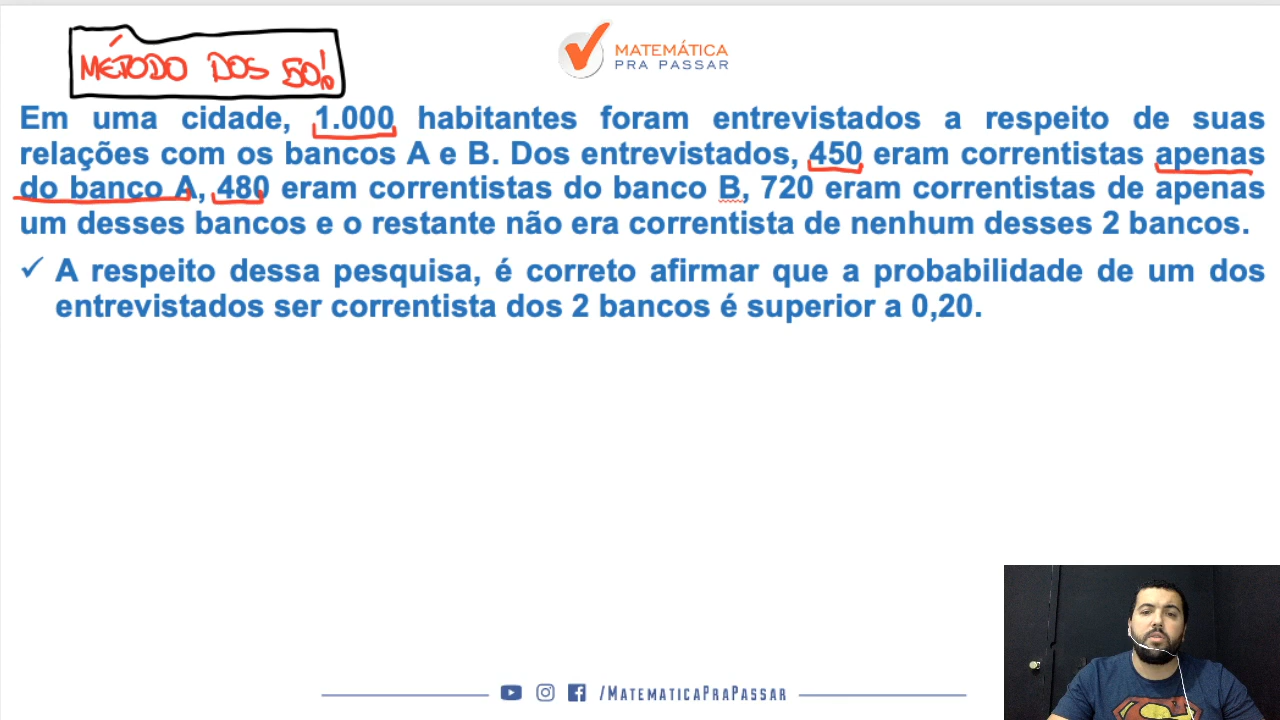 MÉTODO DOS 50!
MATEMÁTICA
PRA PASSAR
Em uma cidade, 1.000 habitantes foram entrevistados a respeito de suas
relações com os bancos A e B. Dos entrevistados, 450 eram correntistas apenas
do banco A, 480 eram correntistas do banco B, 720 eram correntistas de apenas
um desses bancos e o restante não era correntista de nenhum desses 2 bancos.
✓ A respeito dessa pesquisa, é correto afirmar que a probabilidade de um dos
entrevistados ser correntista dos 2 bancos é superior a 0,20.
/MATEMATICAPRAPASSAR